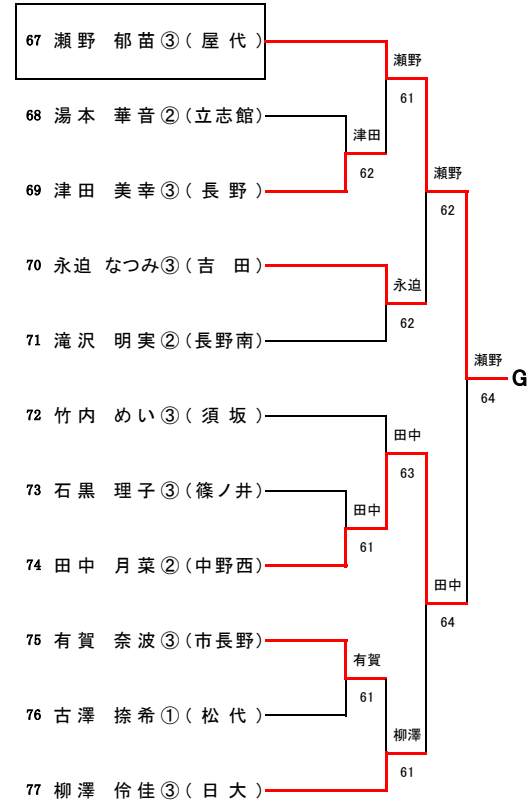 67 瀬野 郁苗③(屋代)
瀬野
61
68 湯本 華音②(立志館)
津田
62
69 津田 美幸③(長野)
瀬野
62
70 永迫 なつみ③(吉田)
永迫
62
71 滝沢 明実②(長野南)
瀬野
G
64
72 竹内 めい③(須坂)
田中
63
73 石黒 理子③(篠ノ井)
田中
61
74 田中 月菜②(中野西)
田中
64
75 有賀 奈波③(市長野)
有賀
61
76 古澤 捺希①(松代)
柳澤
61
77 柳澤 伶佳③(日大)